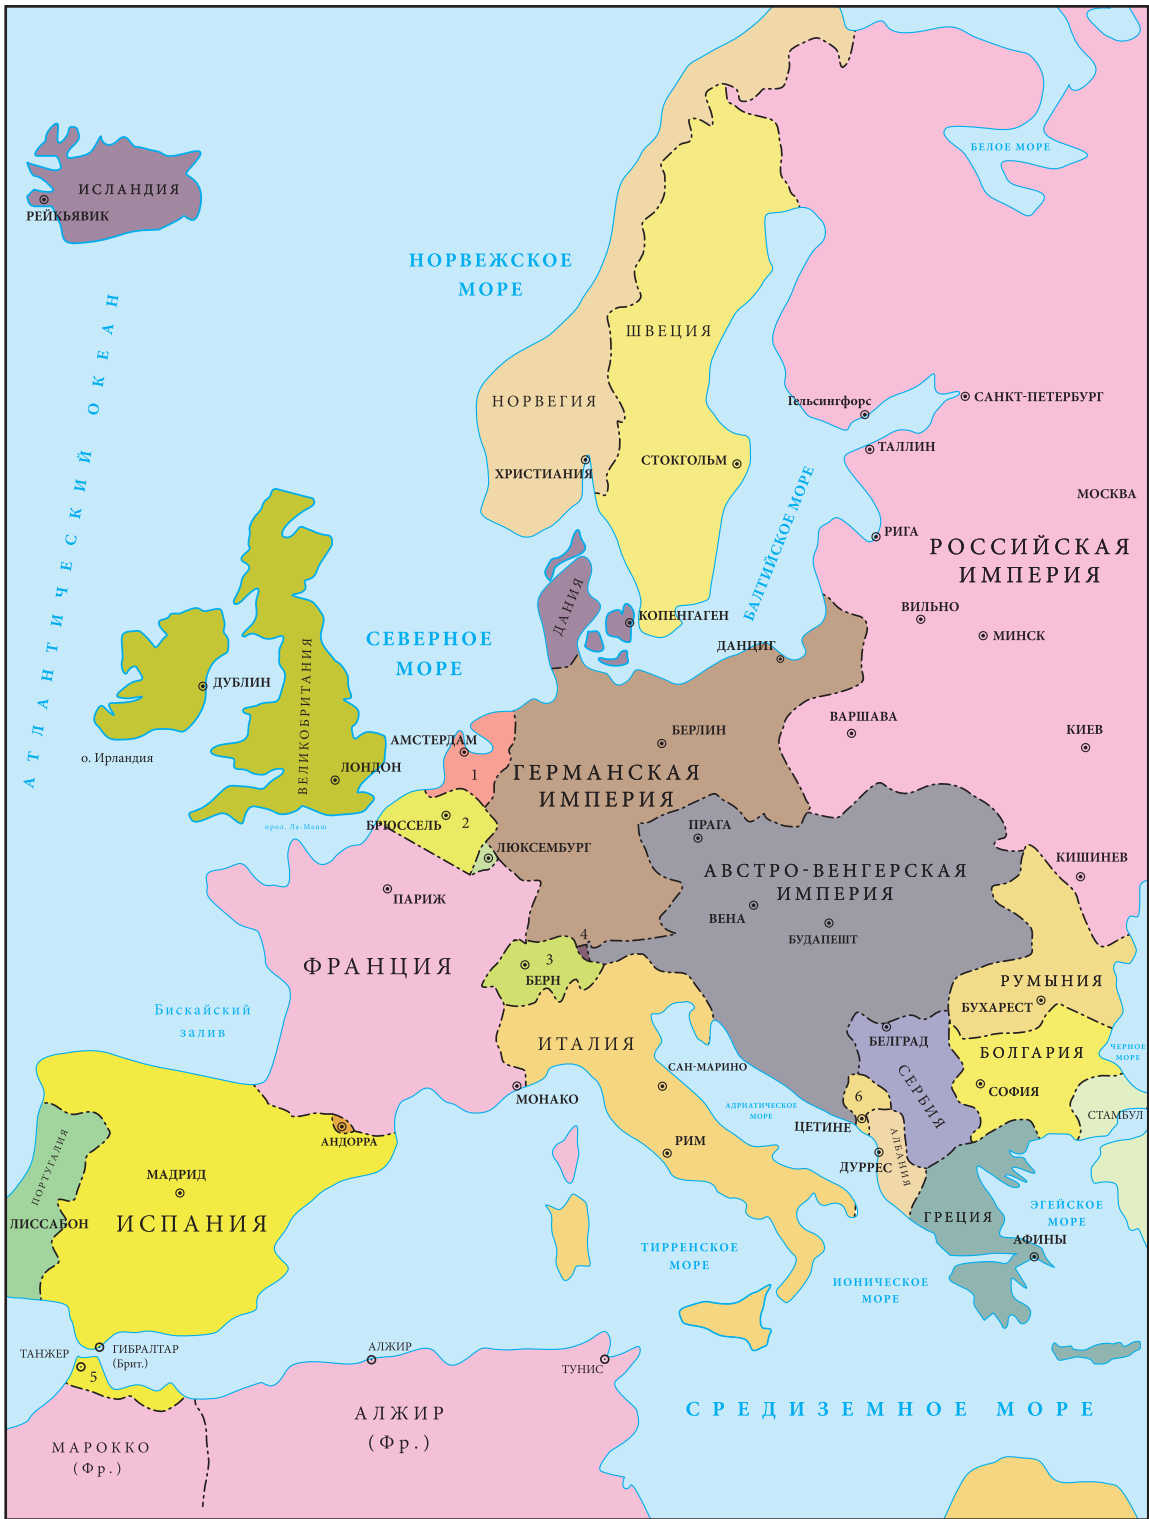 БЕЛОЕ МОРЕ
ИСЛАНДИЯ
РЕЙКЬЯВИК
НОРВЕЖСКОЕ
МОРЕ
АТЛАНТИЧЕСКИЙ ОКЕАН
ШВЕЦИЯ
НОРВЕГИЯ
Гельсингфорс
САНКТ-ПЕТЕРБУРГ
ТАЛЛИН
СТОКГОЛЬМ
ХРИСТИАНИЯ
МОСКВА
БАЛТИЙСКОЕ МОРЕ
РИГА
РОССИЙСКАЯ
ИМПЕРИЯ
ДАНИЯ
ВИЛЬНО
КОПЕНГАГЕН
МИНСК
СЕВЕРНОЕ
МОРЕ
ДАНЦИГ
ДУБЛИН
ВЕЛИКОБРИТАНИЯ
ВАРШАВА
БЕРЛИН
КИЕВ
АМСТЕРДАМ
о. Ирландия
ЛОНДОН
1
ГЕРМАНСКАЯ
ИМПЕРИЯ
прол. Ла-Манш
БРЮССЕЛЬ
2
ПРАГА
ЛЮКСЕМБУРГ
КИШИНЕВ
АВСТРО-ВЕНГЕРСКАЯ
ИМПЕРИЯ
ПАРИЖ
ВЕНА
БУДАПЕШТ
4
3
БЕРН
ФРАНЦИЯ
РУМЫНИЯ
БУХАРЕСТ
Бискайский
залив
ИТАЛИЯ
БЕЛГРАД
БОЛГАРИЯ
ЧЕРНОЕ
МОРЕ
САН-МАРИНО
СЕРБИЯ
СОФИЯ
МОНАКО
6
АДРИАТИЧЕСКОЕ
МОРЕ
СТАМБУЛ
ЦЕТИНЕ
АНДОРРА
РИМ
АЛБАНИЯ
ПОРТУГАЛИЯ
ДУРРЕС
МАДРИД
ЛИССАБОН
ИСПАНИЯ
ГРЕЦИЯ
ЭГЕЙСКОЕ
МОРЕ
АФИНЫ
ТИРРЕНСКОЕ
МОРЕ
ИОНИЧЕСКОЕ
МОРЕ
ТАНЖЕР
ГИБРАЛТАР
(Брит.)
АЛЖИР
ТУНИС
5
СРЕДИЗЕМНОЕ МОРЕ
АЛЖИР
(Фр.)
МАРОККО
(Фр.)